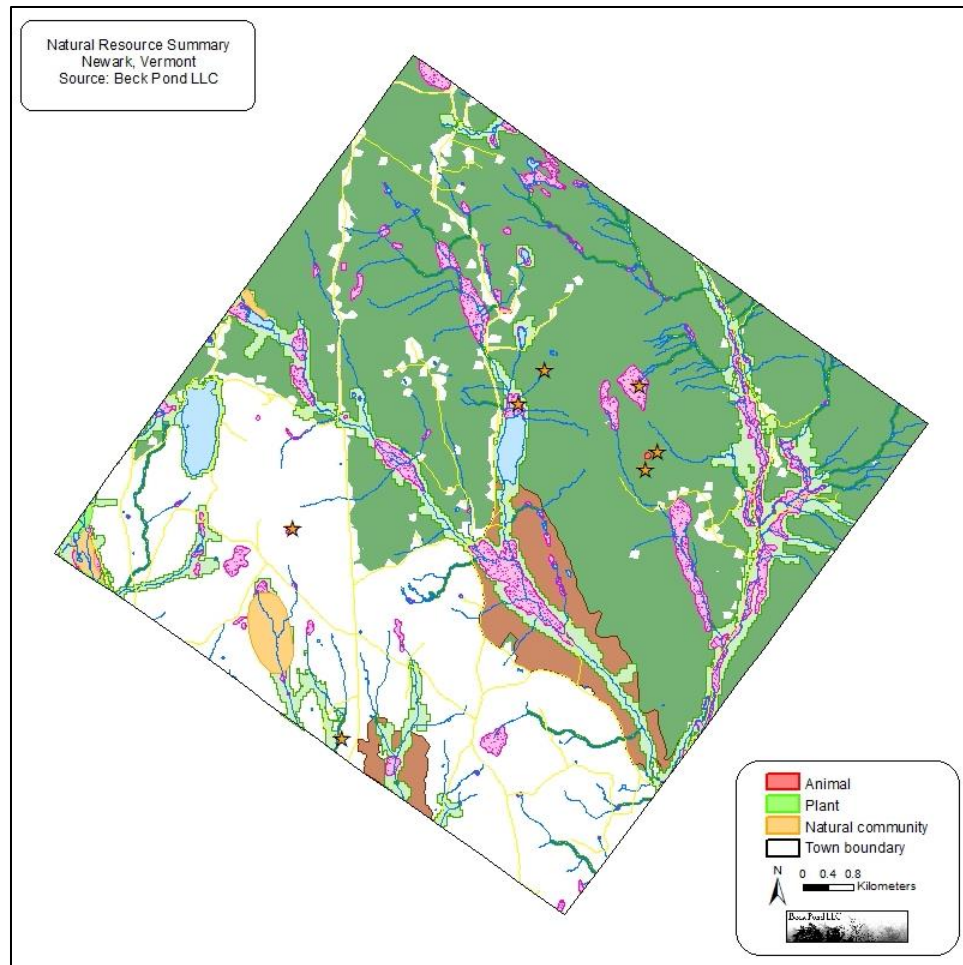 Natural Resource Summary
Newark, Vermont
Source: Beck Pond LLC
Animal
Plant
Natural community
Town boundary
N
0 0.4 0.8
Kilometers
Beck Pond LLC